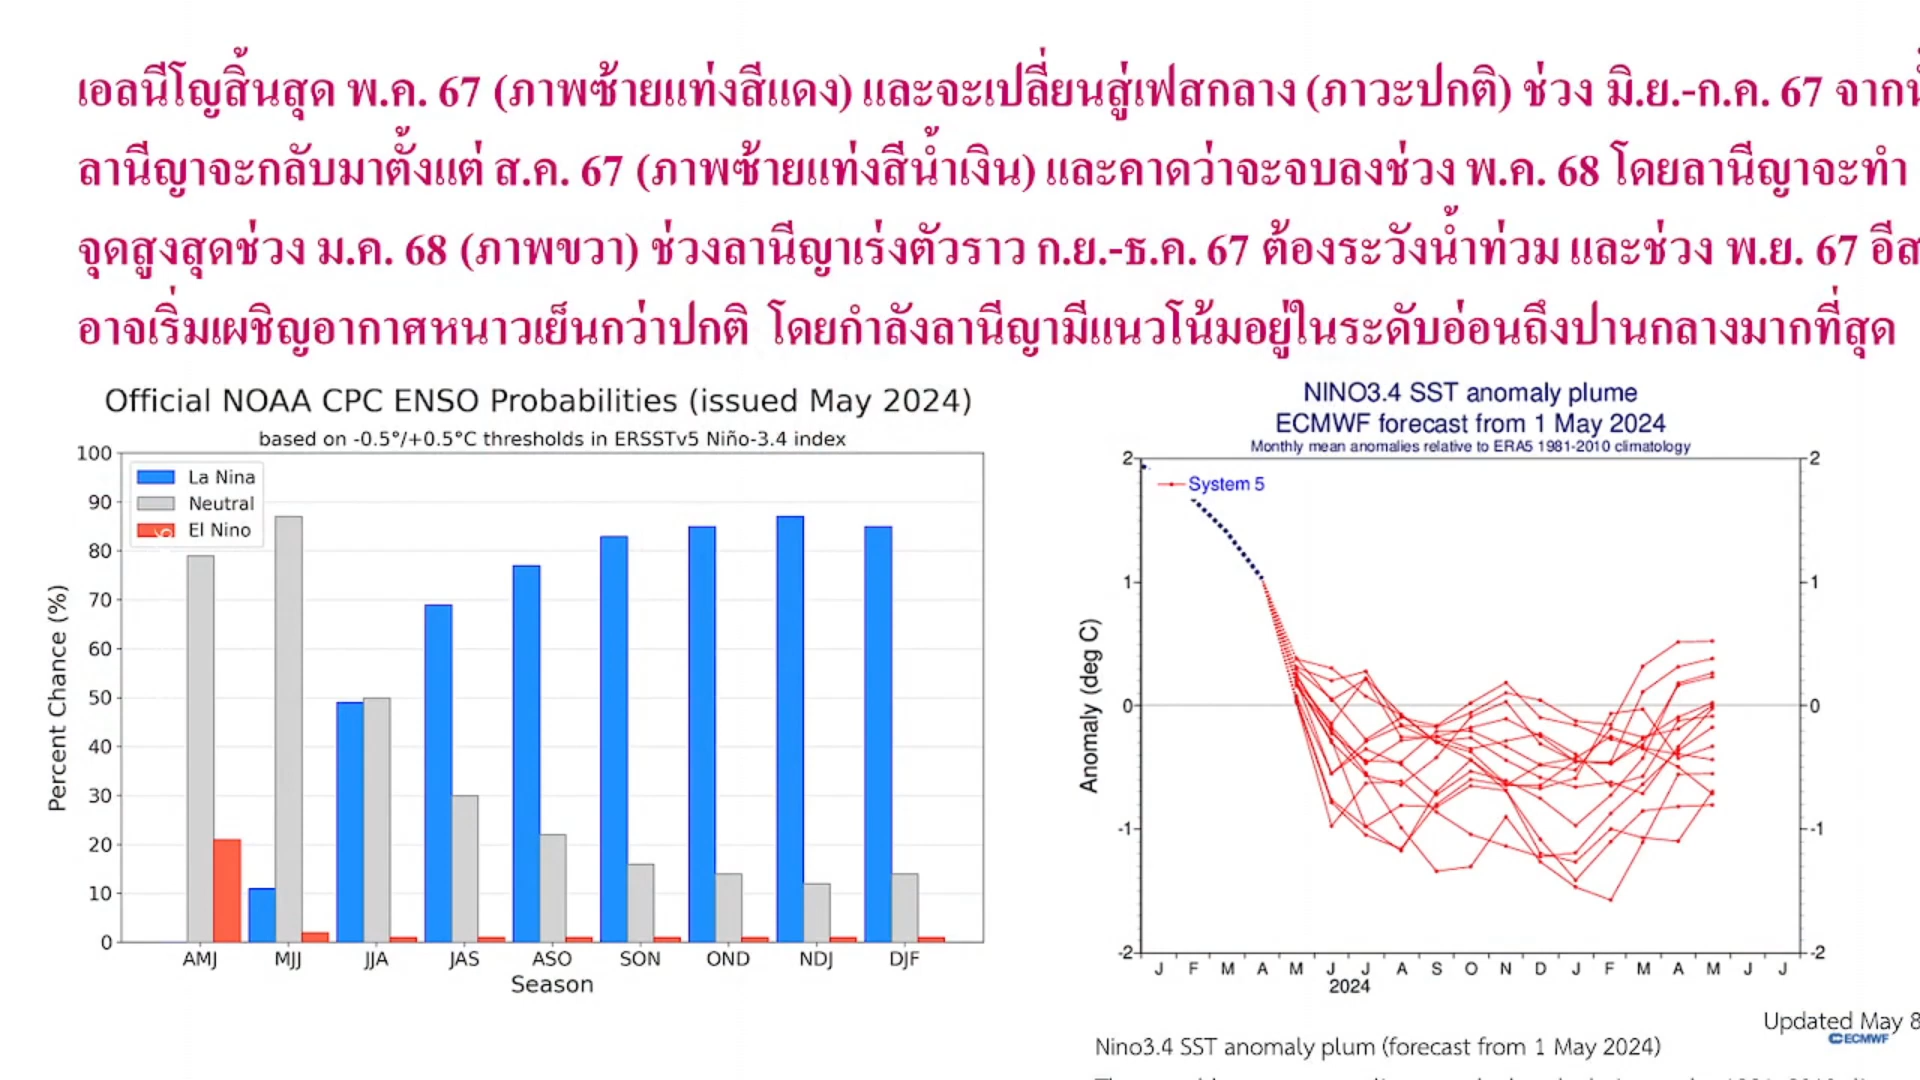 เอลนีโญสิ้นสุด พ.ค. 67 (ภาพซ้ายแท่งสีแดง) และจะเปลี่ยนสู่เฟสกลาง (ภาวะปกติ) ช่วง มิ.ย.-ก.ค. 67
ลานีญาจะกลับมาตั้งแต่ ส.ค. 67 (ภาพซ้ายแท่งสีน้ำเงิน) และคาดว่าจะจบลงช่วง พ.ค. 68 โดยลานีญาจะทำ
จุดสูงสุดช่วง ม.ค. 68 (ภาพขวา) ช่วงลานีญาเร่งตัวราว ก.ย.-ธ.ค. 67 ต้องระวังน้ำท่วม และช่วง พ.ย. 67
อาจเริ่มเผชิญอากาศหนาวเย็นกว่าปกติ โดยกำลังลานีญามีแนวโน้มอยู่ในระดับอ่อนถึงปานกลางมากที่สุด
Official NOAA CPC ENSO Probabilities (issued May 2024)
based on -0.5°/+0.5°C thresholds in ERSSTv5 Niño-3.4 index
La Nina
Neutral
El Nino
Percent Chance (%)
100
90
80
70
60
50
40
30
20
10
0
AMJ MJJ JJA JAS ASO SON OND NDJ DJF
Season
NINO3.4 SST anomaly plume
ECMWF forecast from 1 May 2024
Monthly mean anomalies relative to ERA5 1981-2010 climatology
System 5
Anomaly (deg C)
2 2
1 1
0 0
-1 -1
-2 -2
J F M A M J J A S O N D J F M A M J J
2024
Updated May 8
ECMWF
Nino3.4 SST anomaly plum (forecast from 1 May 2024)